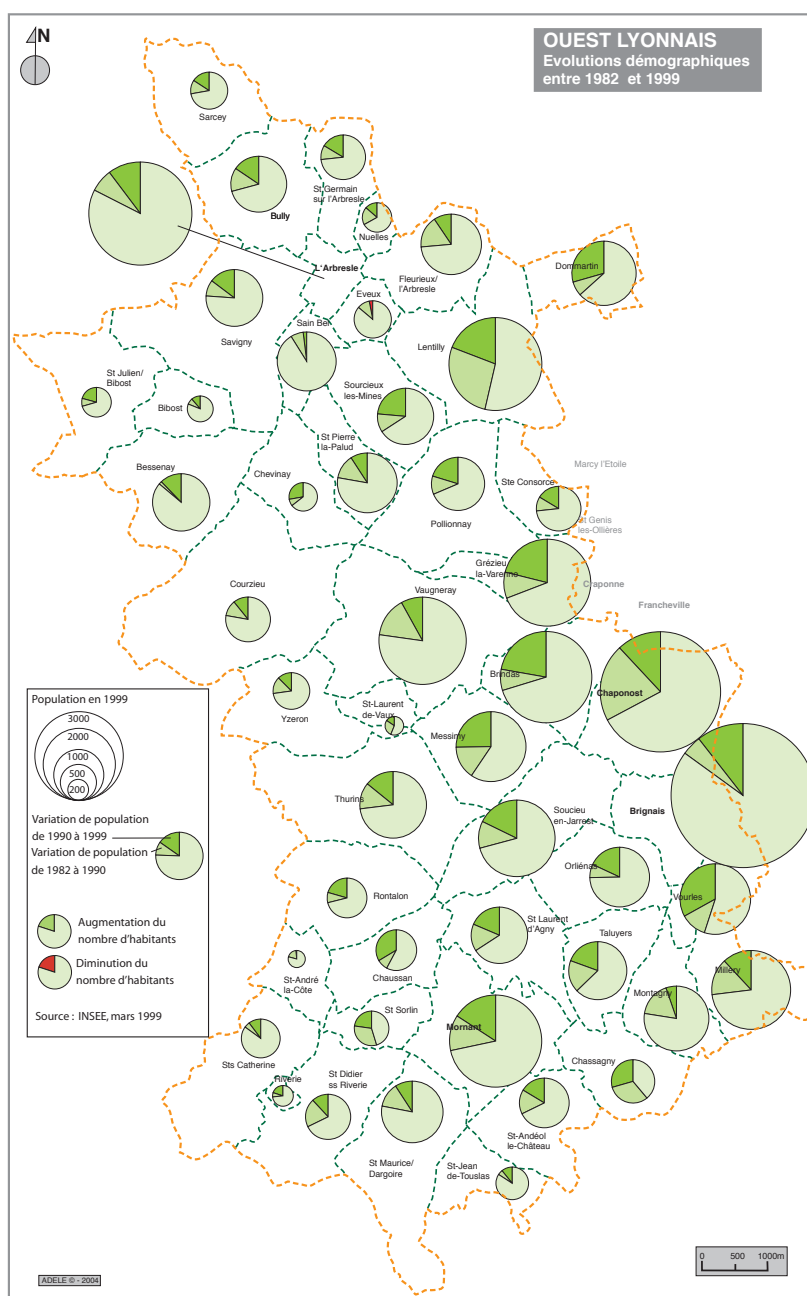 N
OUEST LYONNAIS
Evolutions démographiques
entre 1982 et 1999
Sarcey
St Germain
sur l'Arbresle
Bully
Nuelles
Fleurieux/
l'Arbresle
Dommartin
L'Arbresle
Eveux
Savigny
Sain Bel
Lentilly
St Julien/
Bibost
Bibost
Sourcieux
les-Mines
St Pierre
la-Palud
Bessenay
Chevinay
Pollionnay
Ste Consorce
Marcy l'Etoile
St Genis
les-Ollières
Grézieu
la-Varenne
Craponne
Courzieu
Vaugneray
Francheville
Brindas
Chaponost
Yzeron
St-Laurent
de-Vaux
Messimy
Thurins
Soucieu
en-Jarrest
Brignais
Orliénas
Vourles
Rontalon
St Laurent
d'Agny
Taluyers
Chaussan
St-André
la-Côte
Montagny
Millery
St Sorlin
Mornant
Sts Catherine
Chassagny
Riverie
St Didier
ss Riverie
St-Andéol
le-Château
St Maurice/
Dargoire
St-Jean
de-Touslas
Population en 1999
3000
2000
1000
500
200
Variation de population
de 1990 à 1999
Variation de population
de 1982 à 1990
Augmentation du
nombre d'habitants
Diminution du
nombre d'habitants
Source : INSEE, mars 1999
0 500 1000m
ADELE © - 2004